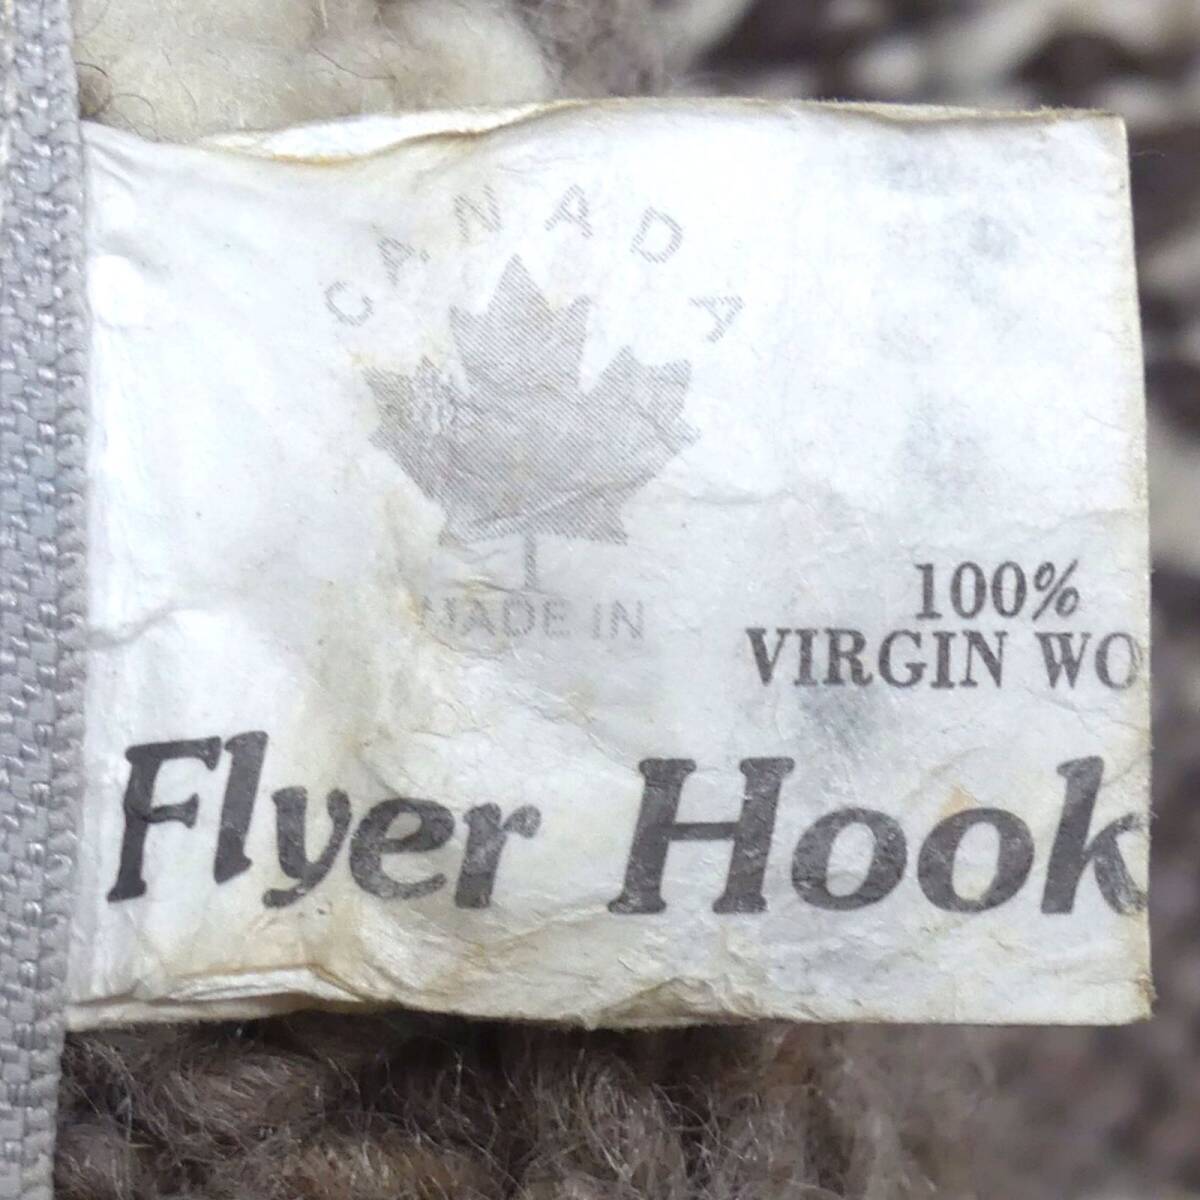 CANADA
MADE IN
100%
VIRGIN WO
Flyer Hook